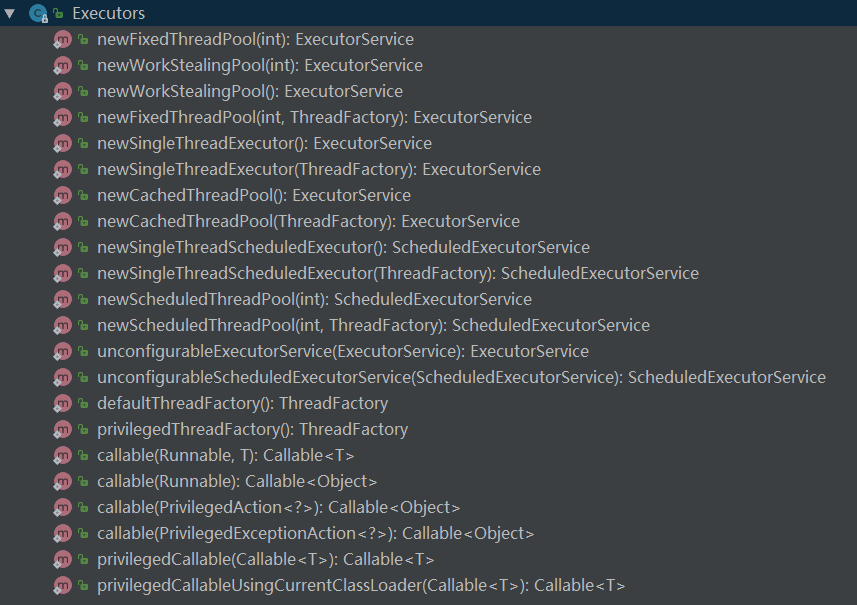 Executors
newFixedThreadPool(int): ExecutorService
newWorkStealingPool(int): ExecutorService
newWorkStealingPool(): ExecutorService
newFixedThreadPool(int, ThreadFactory): ExecutorService
newSingleThreadExecutor(): ExecutorService
newSingleThreadExecutor(ThreadFactory): ExecutorService
newCachedThreadPool(): ExecutorService
newCachedThreadPool(ThreadFactory): ExecutorService
newSingleThreadScheduledExecutor(): ScheduledExecutorService
newSingleThreadScheduledExecutor(ThreadFactory): ScheduledExecutorService
newScheduledThreadPool(int): ScheduledExecutorService
newScheduledThreadPool(int, ThreadFactory): ScheduledExecutorService
unconfigurableExecutorService(ExecutorService): ExecutorService
unconfigurableScheduledExecutorService(ScheduledExecutorService): ScheduledExecutorService
defaultThreadFactory(): ThreadFactory
privilegedThreadFactory(): ThreadFactory
callable(Runnable, T): Callable<T>
callable(Runnable): Callable<Object>
callable(PrivilegedAction<?>): Callable<Object>
callable(PrivilegedExceptionAction<?>): Callable<Object>
privilegedCallable(Callable<T>): Callable<T>
privilegedCallableUsingCurrentClassLoader(Callable<T>): Callable<T>